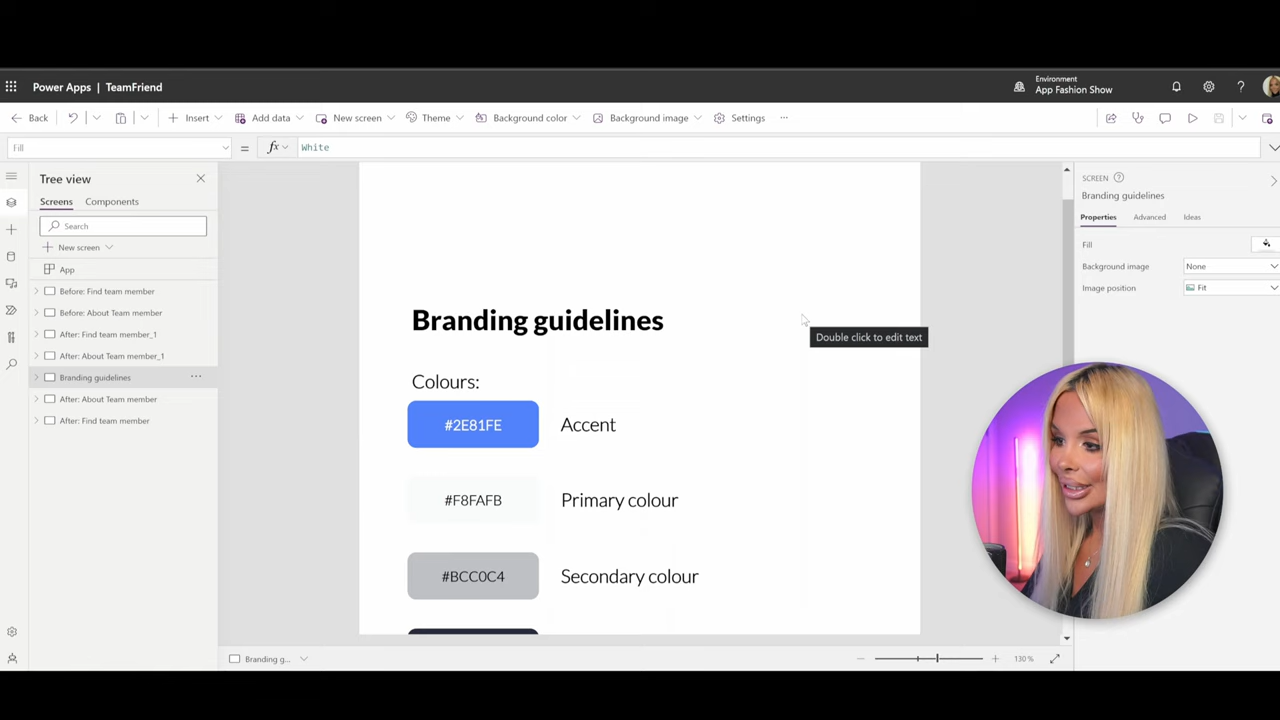 Power Apps | TeamFriend
Environment
App Fashion Show
Back
Insert
Add data
New screen
Theme
Background color
Background image
Settings
Fill
=
fx
White
Tree view
Screens
Components
Search
New screen
App
Before: Find team member
Before: About Team member
After: Find team member_1
After: About Team member_1
Branding guidelines
After: About Team member
After: Find team member
Branding guidelines
Double click to edit text
Colours:
#2E81FE
Accent
#F8FAFB
Primary colour
#BCC0C4
Secondary colour
SCREEN
Branding guidelines
Properties
Advanced
Ideas
Fill
Background image
None
Image position
Fit
Branding g...
130 %